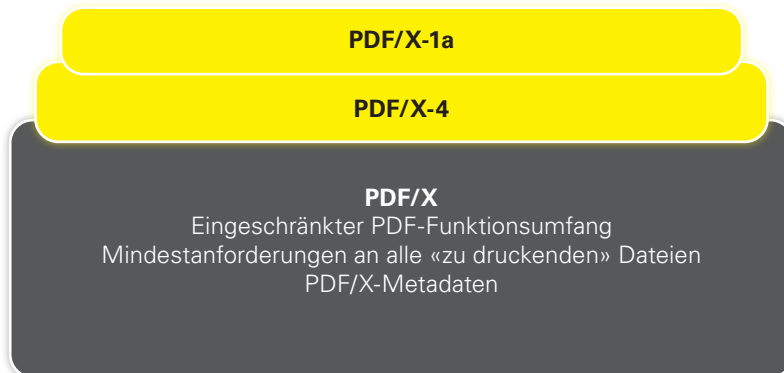 PDF/X-1a
PDF/X-4
PDF/X
Eingeschränkter PDF-Funktionsumfang
Mindestanforderungen an alle «zu druckenden» Dateien
PDF/X-Metadaten